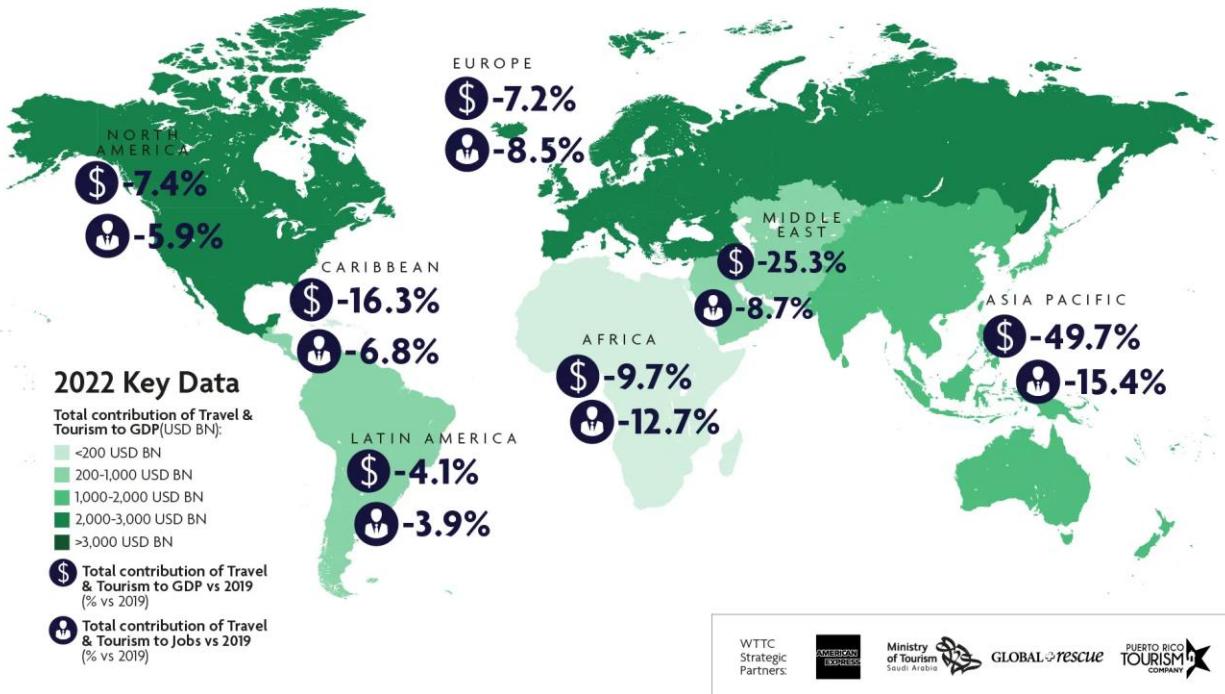 EUROPE
$ -7.2%
-8.5%
NORTH
AMERICA
$ -7.4%
-5.9%
CARIBBEAN
$ -16.3%
-6.8%
MIDDLE
EAST
$ -25.3%
-8.7%
ASIA PACIFIC
$ -49.7%
-15.4%
AFRICA
$ -9.7%
-12.7%
LATIN AMERICA
$ -4.1%
-3.9%
2022 Key Data
Total contribution of Travel &
Tourism to GDP(USD BN):
<200 USD BN
200-1,000 USD BN
1,000-2,000 USD BN
2,000-3,000 USD BN
>3,000 USD BN
$ Total contribution of Travel
& Tourism to GDP vs 2019
(% vs 2019)
Total contribution of Travel
& Tourism to Jobs vs 2019
(% vs 2019)
WTTC
Strategic
Partners:
AMERICAN
EXPRESS
Ministry
of Tourism
Saudi Arabia
GLOBAL rescue
PUERTO RICO
TOURISM
COMPANY